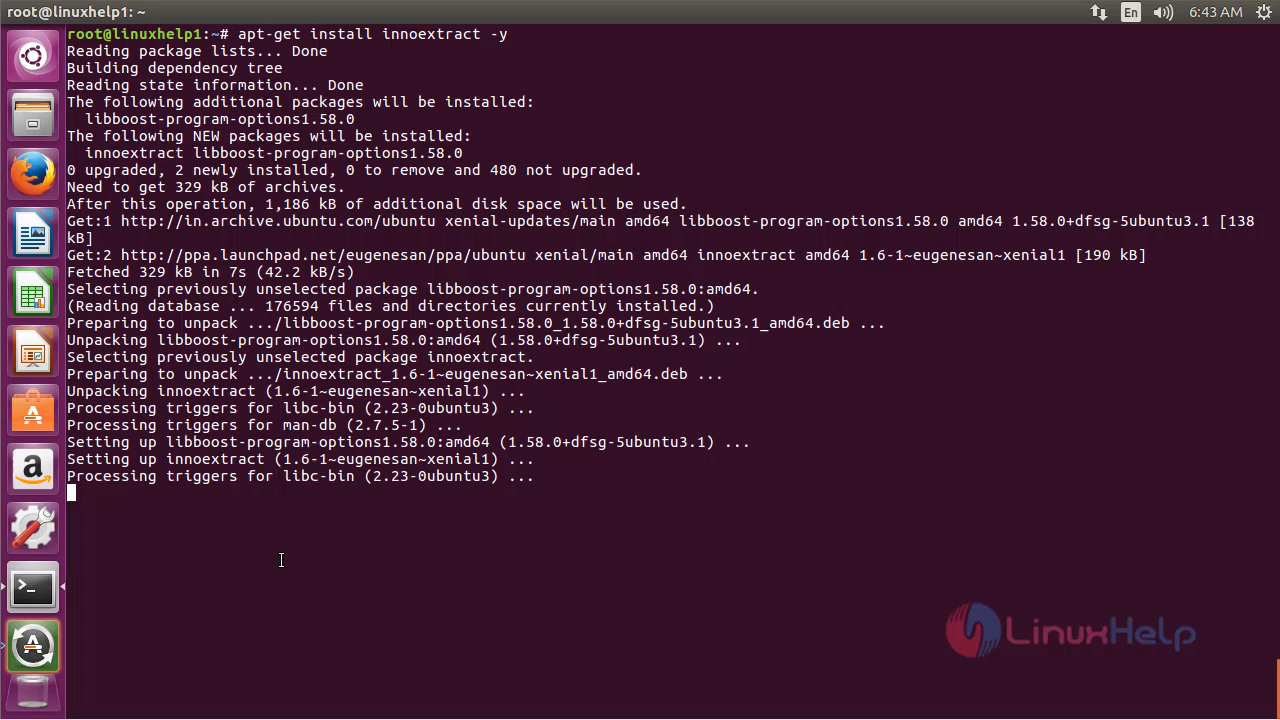 root@linuxhelp1: ~
En
6:43 AM
root@linuxhelp1:~# apt-get install innoextract -y
Reading package lists... Done
Building dependency tree
Reading state information... Done
The following additional packages will be installed:
  libboost-program-options1.58.0
The following NEW packages will be installed:
  innoextract libboost-program-options1.58.0
0 upgraded, 2 newly installed, 0 to remove and 480 not upgraded.
Need to get 329 kB of archives.
After this operation, 1,186 kB of additional disk space will be used.
Get:1 http://in.archive.ubuntu.com/ubuntu xenial-updates/main amd64 libboost-program-options1.58.0 amd64 1.58.0+dfsg-5ubuntu3.1 [138
kB]
Get:2 http://ppa.launchpad.net/eugenesan/ppa/ubuntu xenial/main amd64 innoextract amd64 1.6-1~eugenesan~xenial1 [190 kB]
Fetched 329 kB in 7s (42.2 kB/s)
Selecting previously unselected package libboost-program-options1.58.0:amd64.
(Reading database ... 176594 files and directories currently installed.)
Preparing to unpack .../libboost-program-options1.58.0_1.58.0+dfsg-5ubuntu3.1_amd64.deb ...
Unpacking libboost-program-options1.58.0:amd64 (1.58.0+dfsg-5ubuntu3.1) ...
Selecting previously unselected package innoextract.
Preparing to unpack .../innoextract_1.6-1~eugenesan~xenial1_amd64.deb ...
Unpacking innoextract (1.6-1~eugenesan~xenial1) ...
Processing triggers for libc-bin (2.23-0ubuntu3) ...
Processing triggers for man-db (2.7.5-1) ...
Setting up libboost-program-options1.58.0:amd64 (1.58.0+dfsg-5ubuntu3.1) ...
Setting up innoextract (1.6-1~eugenesan~xenial1) ...
Processing triggers for libc-bin (2.23-0ubuntu3) ...
LinuxHelp